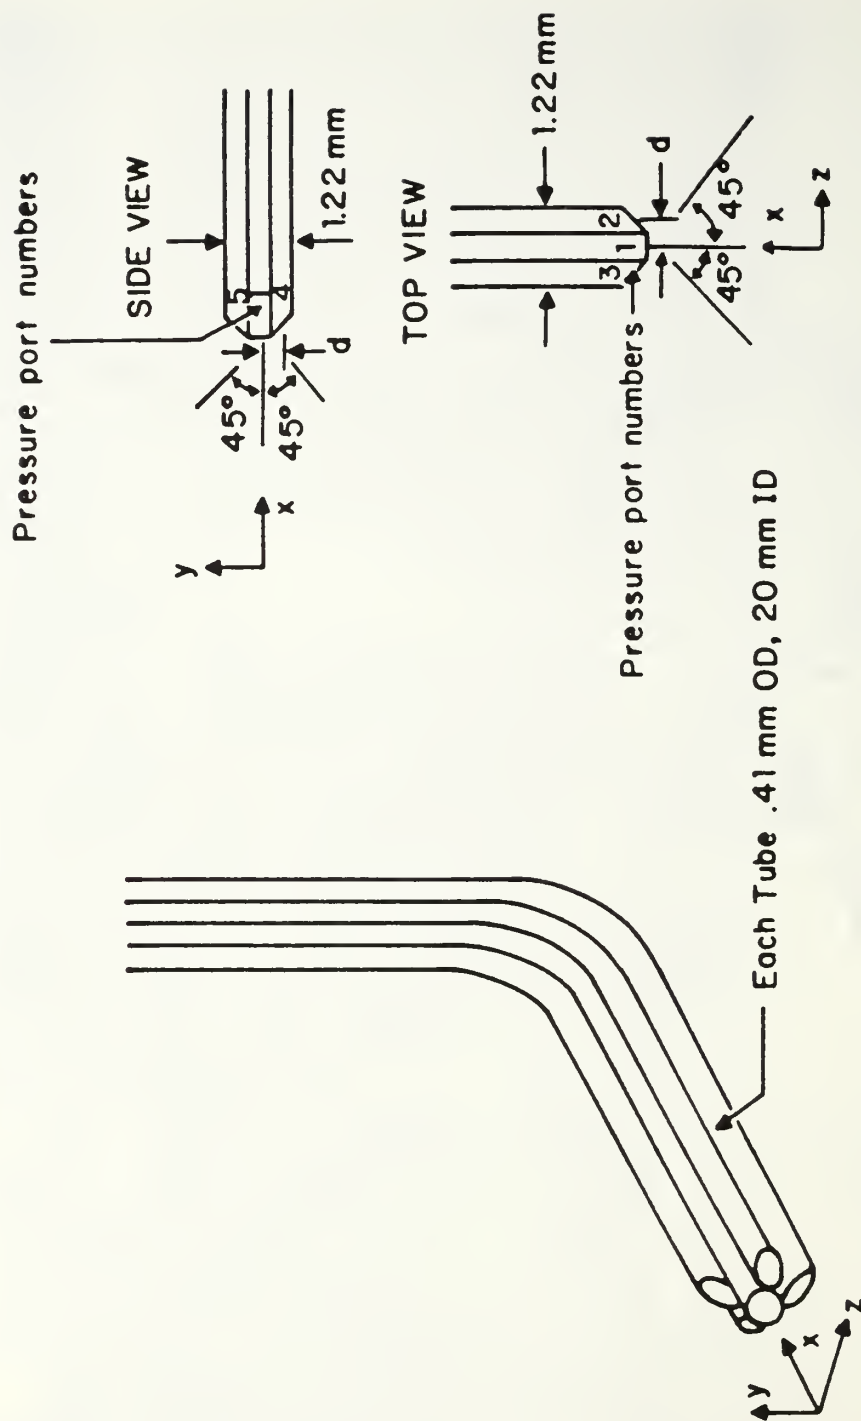 Pressure port numbers
SIDE VIEW
5
4
1.22 mm
d
45°
45°
y
x
TOP VIEW
1.22 mm
3
1
2
d
45°
45°
x
z
Pressure port numbers
Each Tube .41 mm OD, 20 mm ID
y
x
z